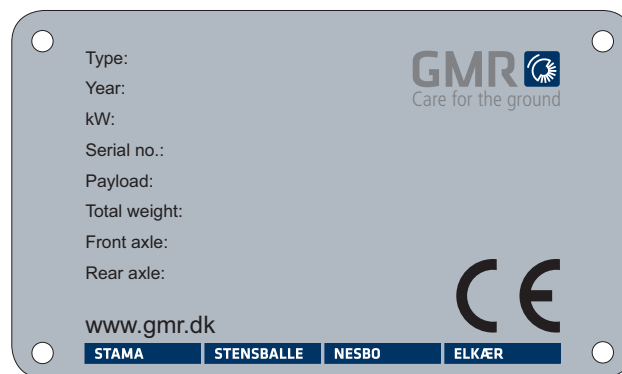 Type:
GMR
Year:
Care for the ground
kW:
Serial no.:
Payload:
Total weight:
Front axle:
Rear axle:
CE
www.gmr.dk
STAMA STENSBALLE NESBO ELKÆR